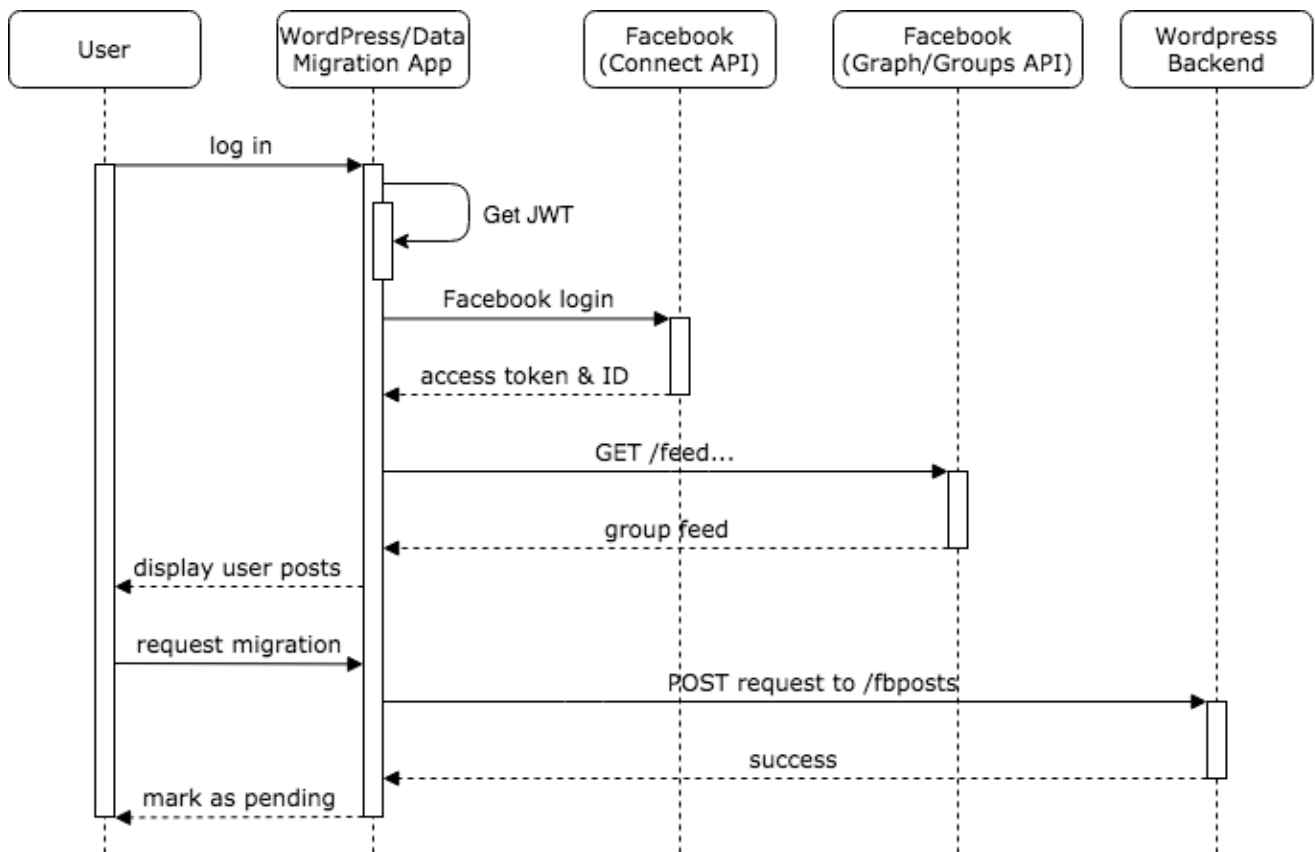 User
WordPress/Data
Migration App
Facebook
(Connect API)
Facebook
(Graph/Groups API)
Wordpress
Backend
log in
Get JWT
Facebook login
access token & ID
GET /feed...
group feed
display user posts
request migration
POST request to /fbposts
success
mark as pending